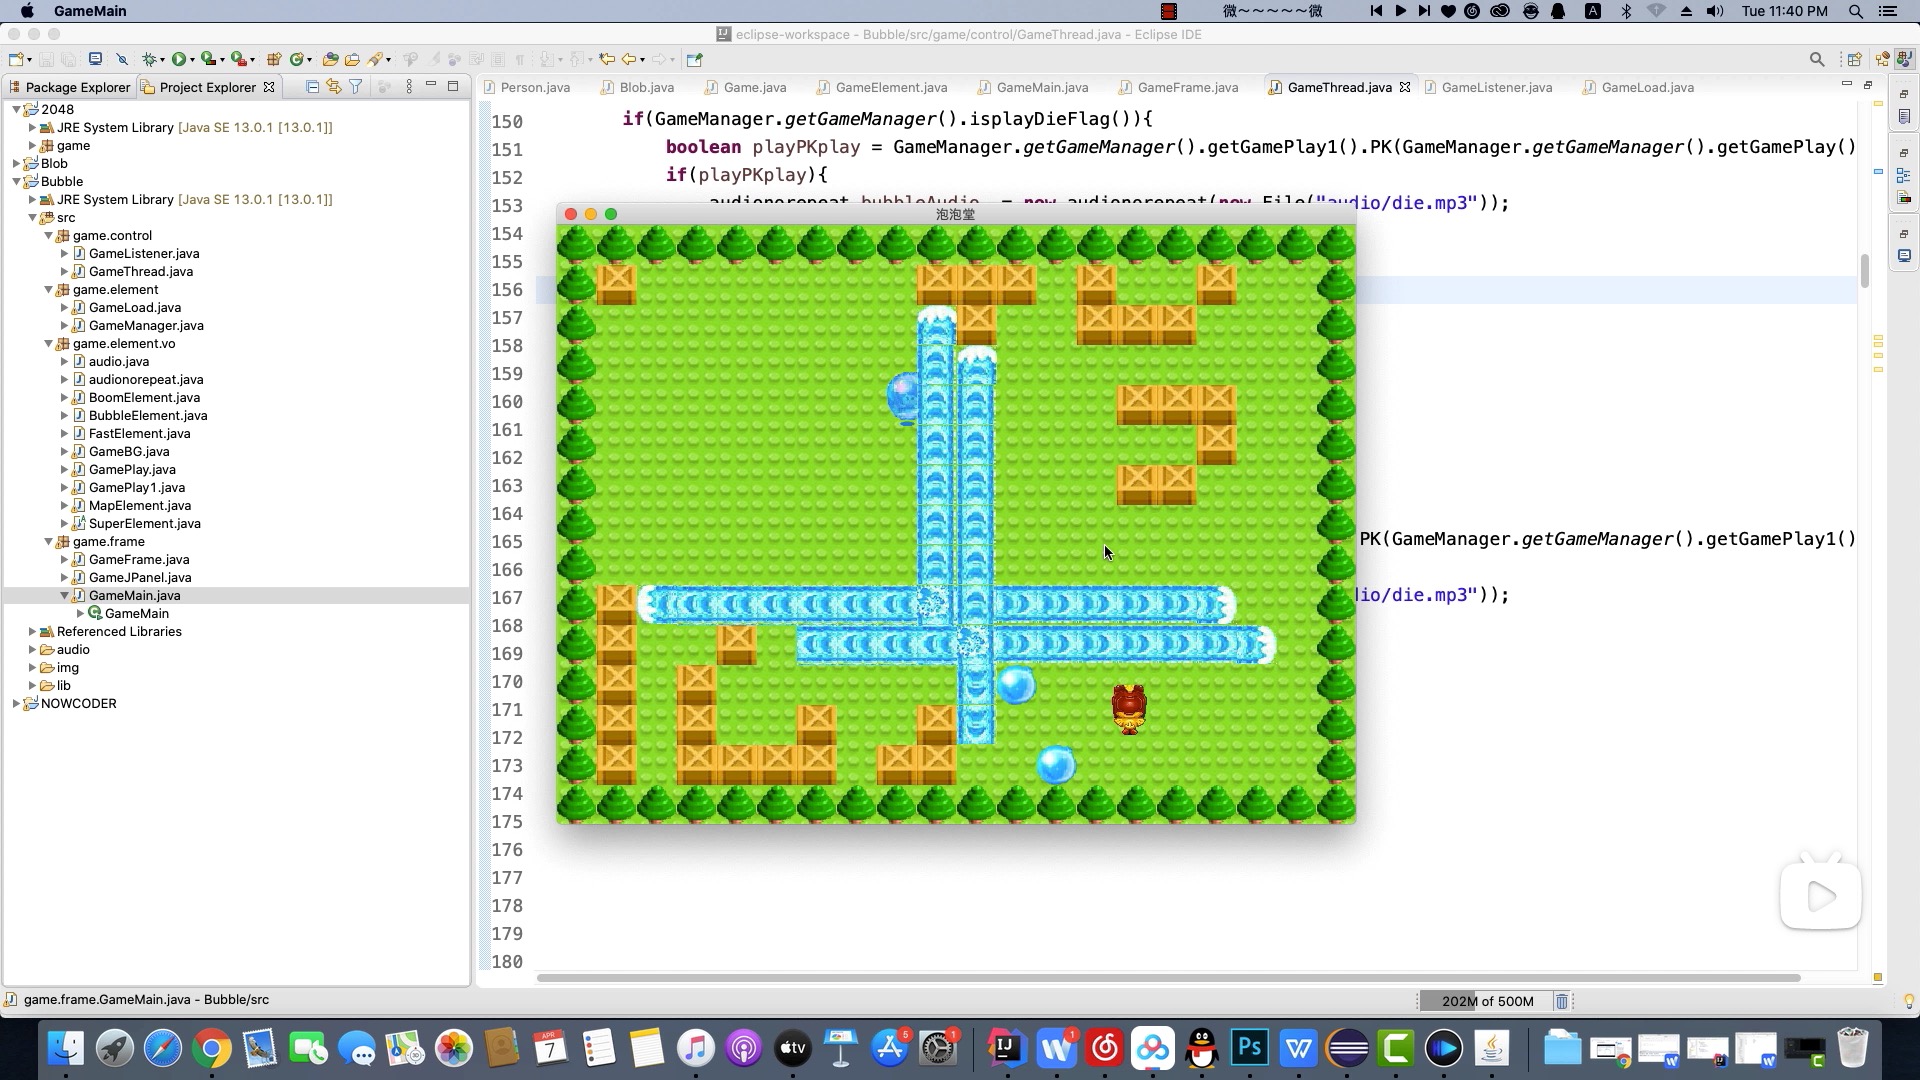 GameMain
微~~~~~微
A
Tue 11:40 PM
eclipse-workspace - Bubble/src/game/control/GameThread.java - Eclipse IDE
Package Explorer
Project Explorer
Person.java
Blob.java
Game.java
GameElement.java
GameMain.java
GameFrame.java
GameThread.java
GameListener.java
GameLoad.java
2048
JRE System Library [Java SE 13.0.1 [13.0.1]]
game
Blob
Bubble
JRE System Library [Java SE 13.0.1 [13.0.1]]
src
game.control
GameListener.java
GameThread.java
game.element
GameLoad.java
GameManager.java
game.element.vo
audio.java
audionorepeat.java
BoomElement.java
BubbleElement.java
FastElement.java
GameBG.java
GamePlay.java
GamePlay1.java
MapElement.java
SuperElement.java
game.frame
GameFrame.java
GameJPanel.java
GameMain.java
GameMain
Referenced Libraries
audio
img
lib
NOWCODER
150 if(GameManager.getGameManager().isplayDieFlag()){
151 boolean playPKplay = GameManager.getGameManager().getGamePlay1().PK(GameManager.getGameManager().getGamePlay()
152 if(playPKplay){
153 audionorepeat bubbleAudio = new audionorepeat(new File("audio/die.mp3"));
泡泡堂
154
155
156
157
158
159
160
161
162
163
164
165 PK(GameManager.getGameManager().getGamePlay1()
166
167 dio/die.mp3"));
168
169
170
171
172
173
174
175
176
177
178
179
180
game.frame.GameMain.java - Bubble/src
202M of 500M
APR
7
tv
5
1
IJ
W
1
Ps
W
C